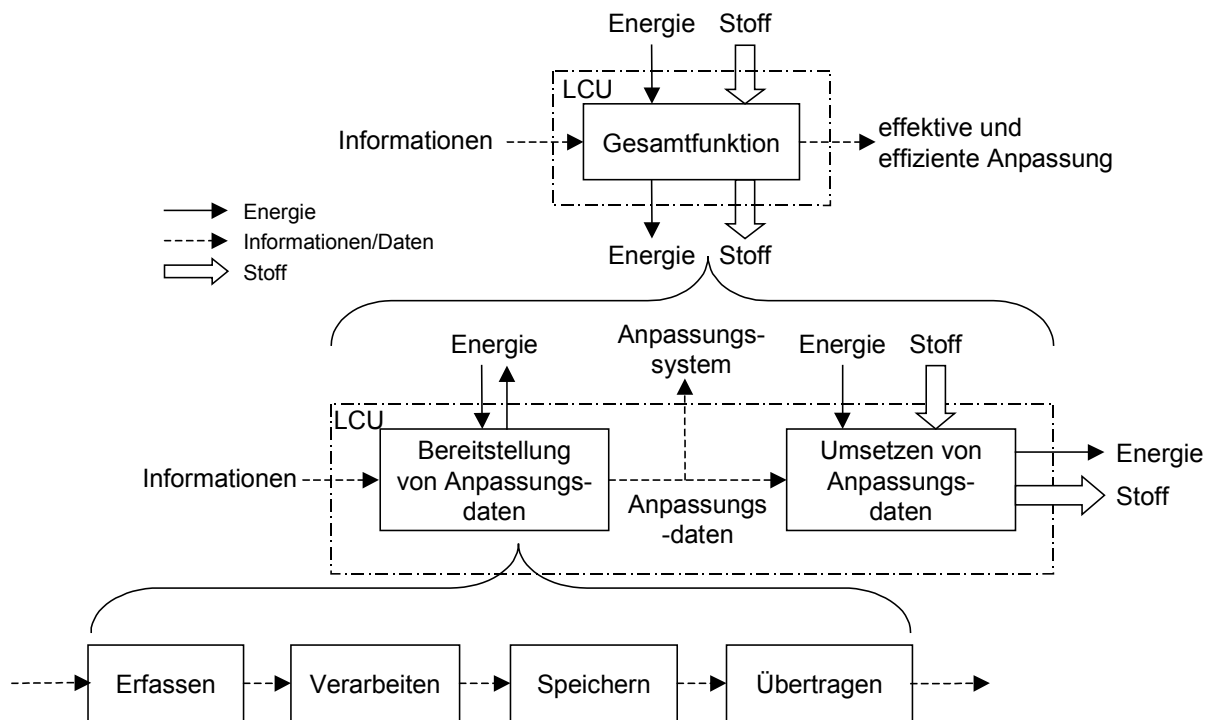 Energie Stoff
LCU
Informationen
Gesamtfunktion
effektive und
effiziente Anpassung
Energie
Informationen/Daten
Stoff
Energie Stoff
Energie
Anpassungs-
system
Energie Stoff
LCU
Informationen
Bereitstellung
von Anpassungs-
daten
Anpassungs
-daten
Umsetzen von
Anpassungs-
daten
Energie
Stoff
Erfassen
Verarbeiten
Speichern
Übertragen